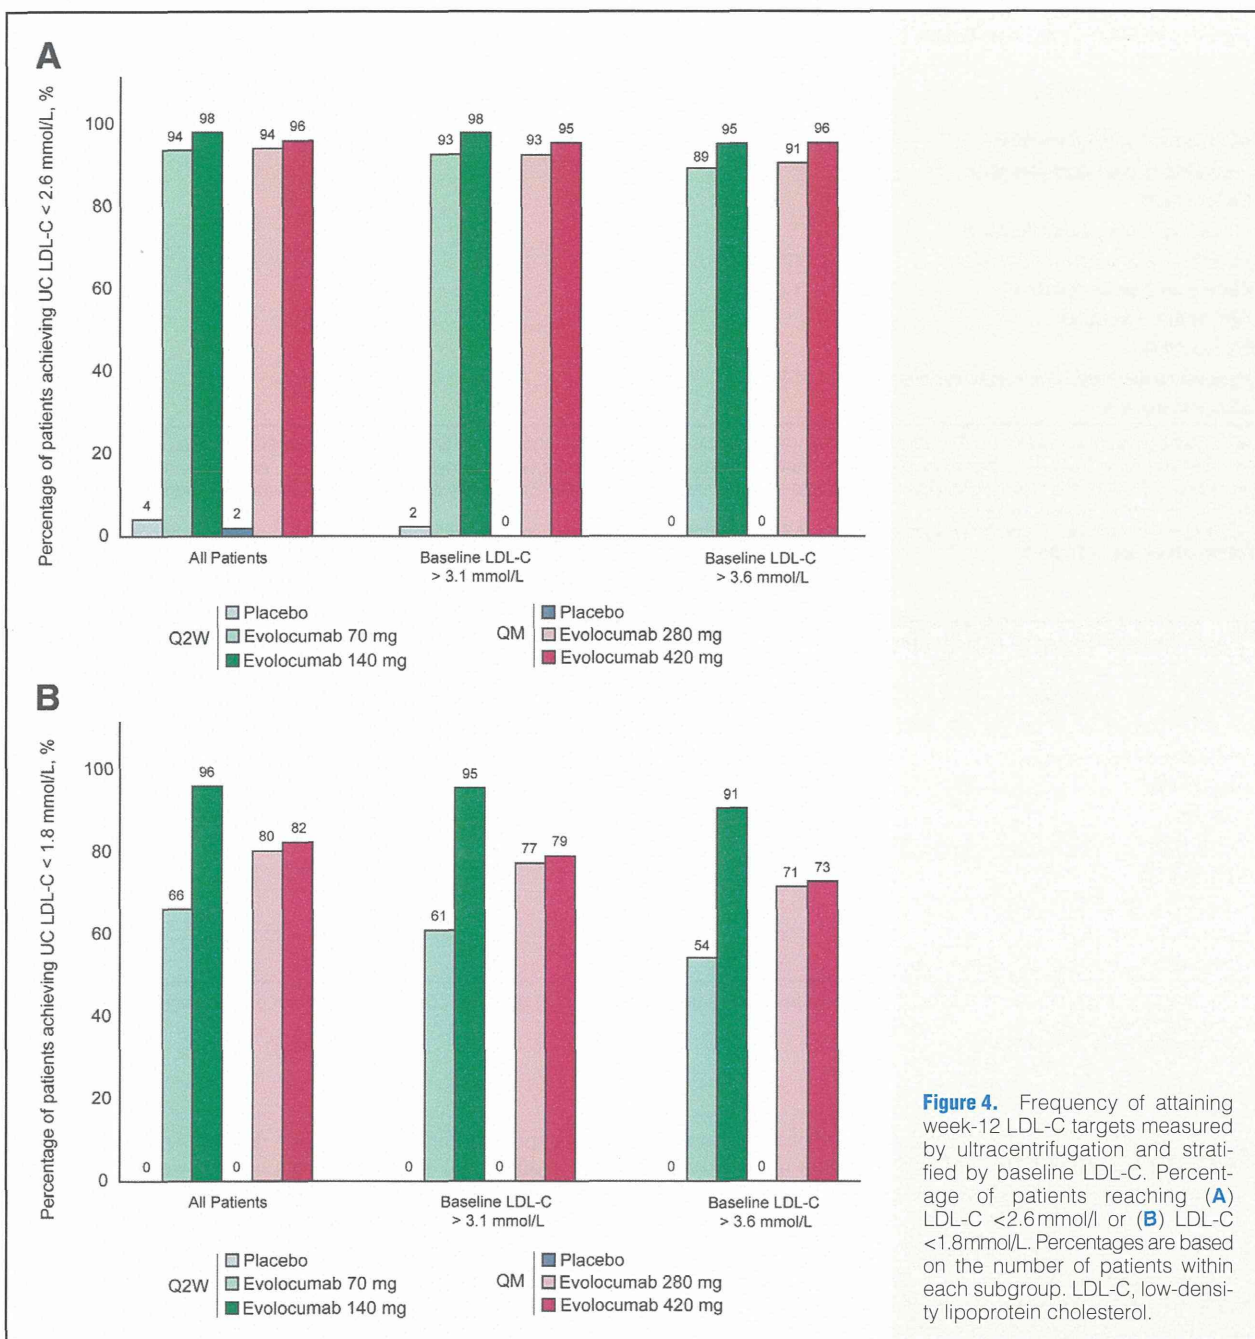 A
Percentage of patients achieving UC LDL-C < 2.6 mmol/L, %
100
80
60
40
20
0
4
94
98
2
94
96
2
93
98
0
93
95
0
89
95
0
91
96
All Patients
Baseline LDL-C
> 3.1 mmol/L
Baseline LDL-C
> 3.6 mmol/L
Q2W
Placebo
Evolocumab 70 mg
Evolocumab 140 mg
QM
Placebo
Evolocumab 280 mg
Evolocumab 420 mg
B
Percentage of patients achieving UC LDL-C < 1.8 mmol/L, %
100
80
60
40
20
0
0
66
96
0
80
82
0
61
95
0
77
79
0
54
91
0
71
73
All Patients
Baseline LDL-C
> 3.1 mmol/L
Baseline LDL-C
> 3.6 mmol/L
Q2W
Placebo
Evolocumab 70 mg
Evolocumab 140 mg
QM
Placebo
Evolocumab 280 mg
Evolocumab 420 mg
Figure 4. Frequency of attaining
week-12 LDL-C targets measured
by ultracentrifugation and strati-
fied by baseline LDL-C. Percent-
age of patients reaching (A)
LDL-C <2.6 mmol/l or (B) LDL-C
<1.8 mmol/L. Percentages are based
on the number of patients within
each subgroup. LDL-C, low-densi-
ty lipoprotein cholesterol.